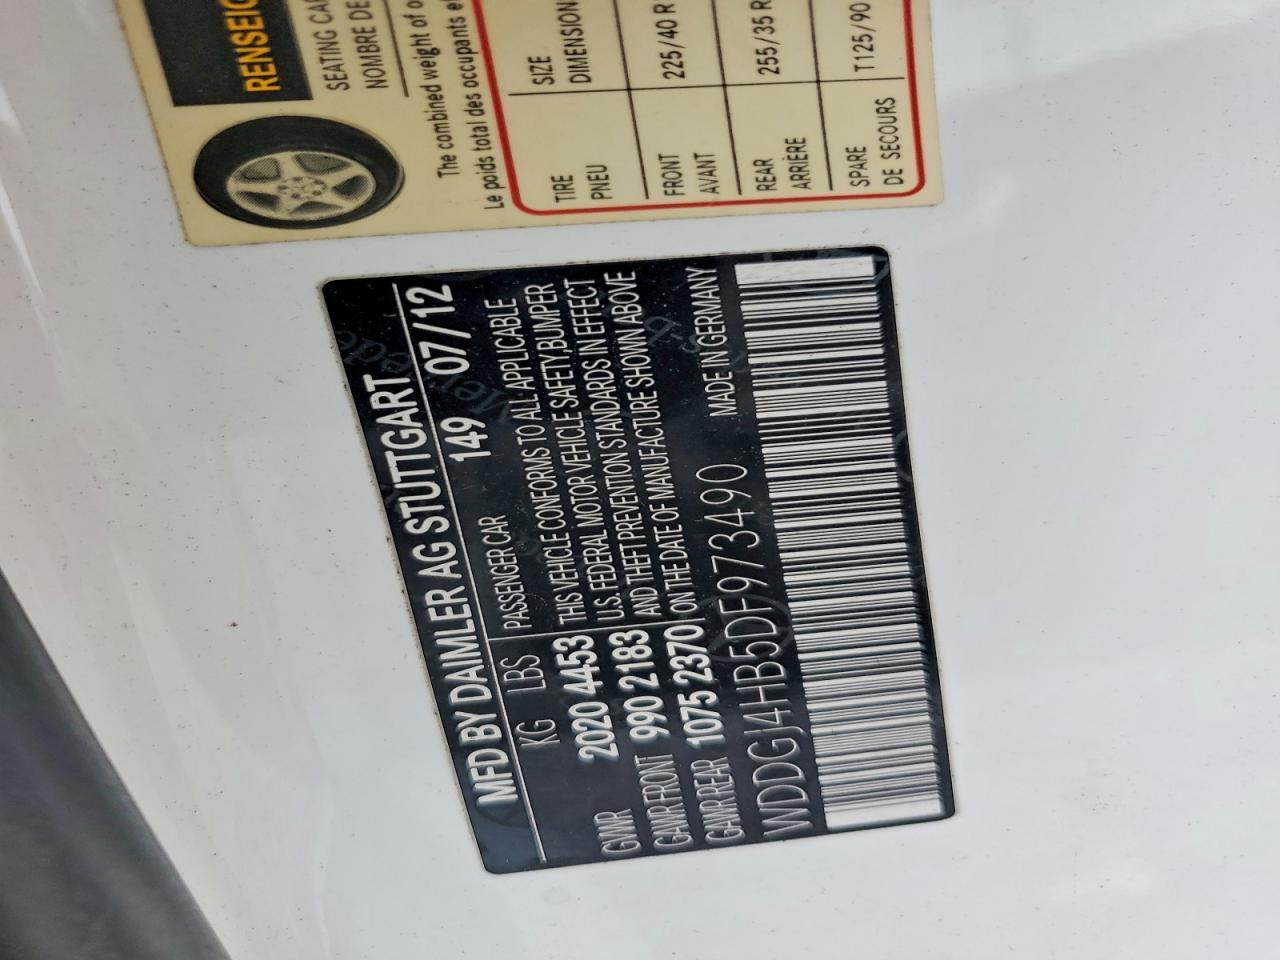 RENSEIG
SEATING CA
NOMBRE DE
The combined weight of o
Le poids total des occupants e
TIRE SIZE
PNEU DIMENSION
FRONT 225/40 R
AVANT
REAR 255/35 R
ARRIÈRE
SPARE T125/90
DE SECOURS
MFD BY DAIMLER AG STUTTGART
149 07/12
KG LBS PASSENGER CAR
GVWR 2020 4453
GAWR FRONT 990 2183
GAWR REAR 1075 2370
THIS VEHICLE CONFORMS TO ALL APPLICABLE
U.S. FEDERAL MOTOR VEHICLE SAFETY,BUMPER
AND THEFT PREVENTION STANDARDS IN EFFECT
ON THE DATE OF MANUFACTURE SHOWN ABOVE
WDDGJ4HB5DF973490 MADE IN GERMANY